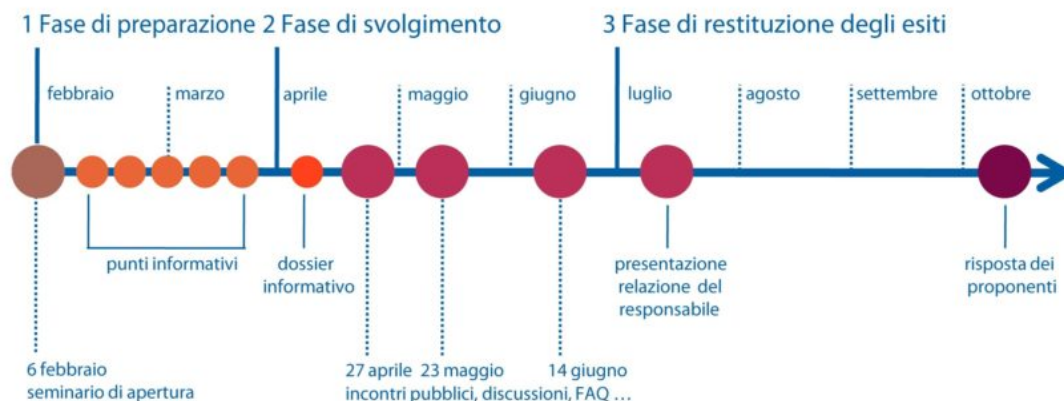 1 Fase di preparazione 2 Fase di svolgimento
3 Fase di restituzione degli esiti
febbraio
marzo
aprile
maggio
giugno
luglio
agosto
settembre
ottobre
punti informativi
dossier
informativo
presentazione
relazione del
responsabile
risposta dei
proponenti
6 febbraio
seminario di apertura
27 aprile
23 maggio
14 giugno
incontri pubblici, discussioni, FAQ ...